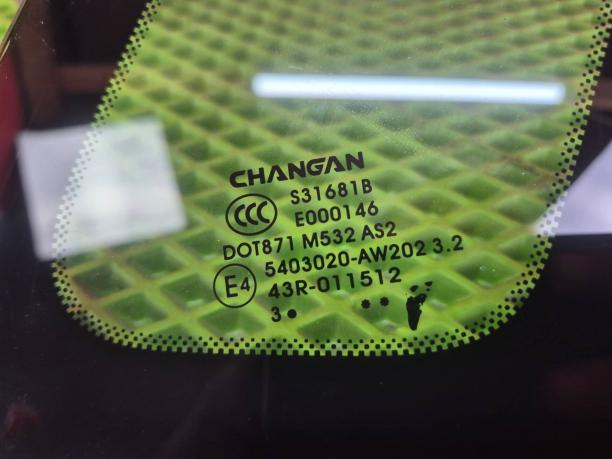 CHANGAN
CCC S31681B
E000146
DOT871 M532 AS2
E4 5403020-AW202 3.2
43R-011512
3● **